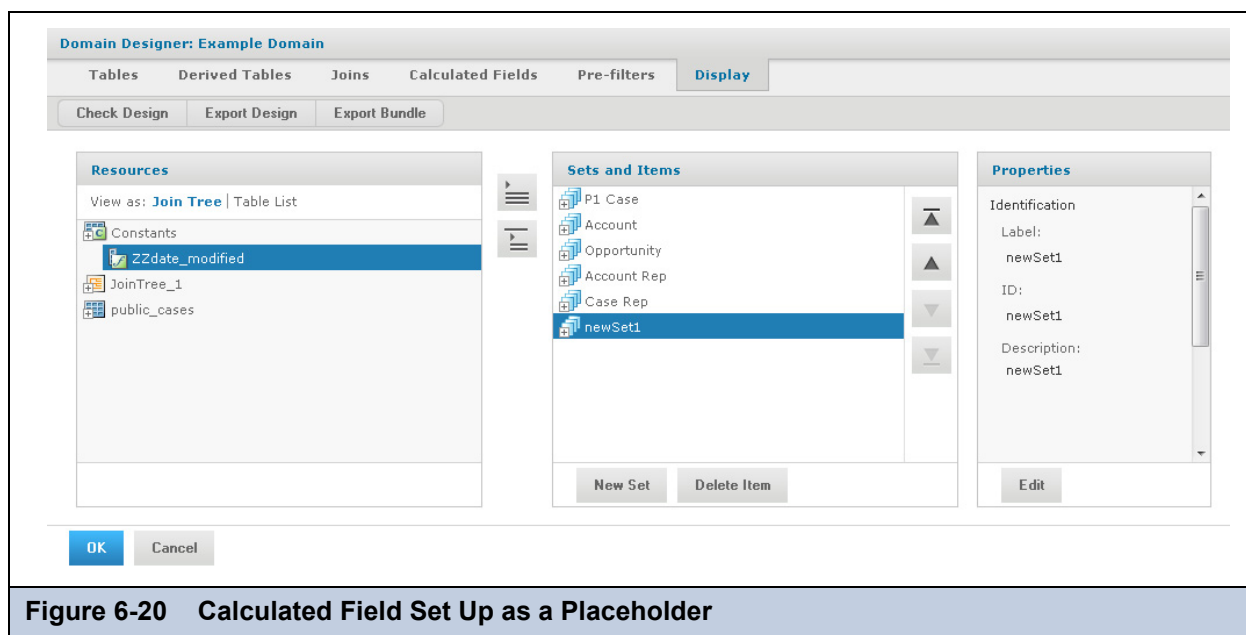 Domain Designer: Example Domain
Tables Derived Tables Joins Calculated Fields Pre-filters Display
Check Design Export Design Export Bundle
Resources
View as: Join Tree | Table List
Constants
ZZdate_modified
JoinTree_1
public_cases
Sets and Items
P1 Case
Account
Opportunity
Account Rep
Case Rep
newSet1
New Set Delete Item
Properties
Identification
Label:
newSet1
ID:
newSet1
Description:
newSet1
Edit
OK Cancel
Figure 6-20 Calculated Field Set Up as a Placeholder